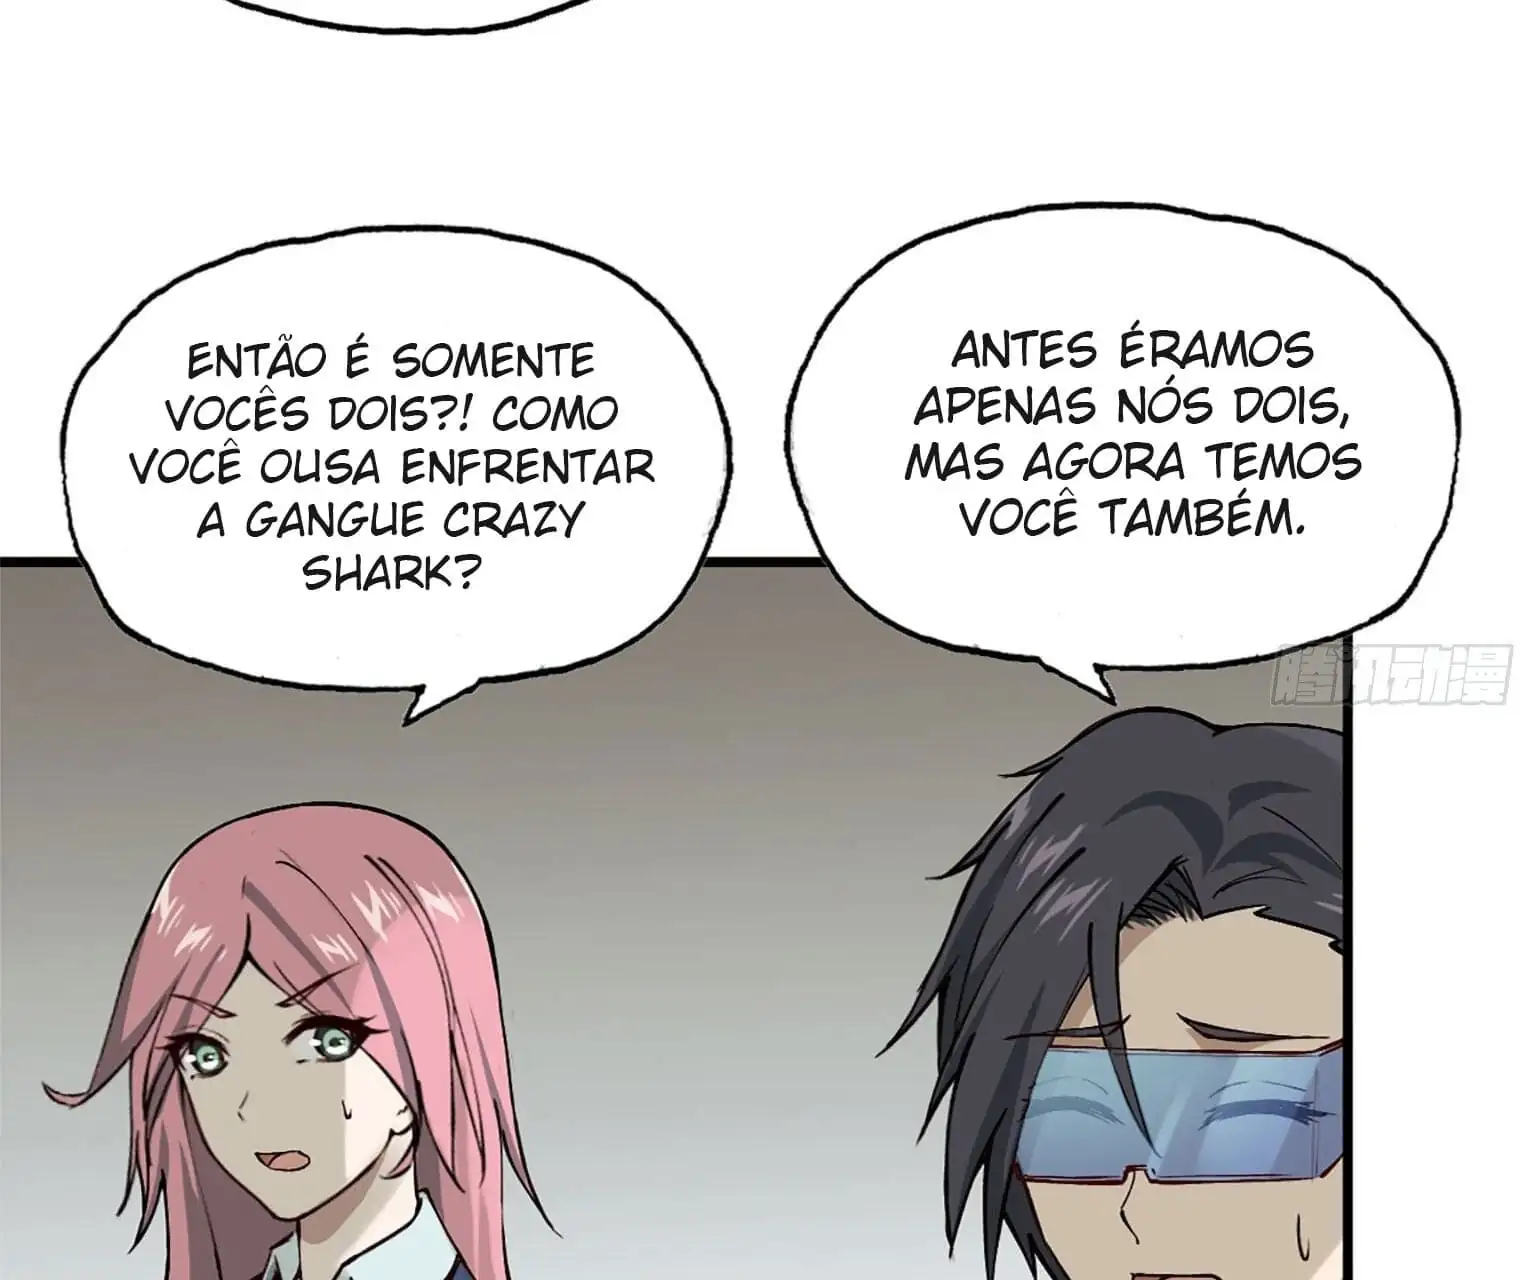 ENTÃO É SOMENTE
VOCÊS DOIS?! COMO
VOCÊ OUSA ENFRENTAR
A GANGUE CRAZY
SHARK?
ANTES ÉRAMOS
APENAS NÓS DOIS,
MAS AGORA TEMOS
VOCÊ TAMBÉM.
腾讯动漫